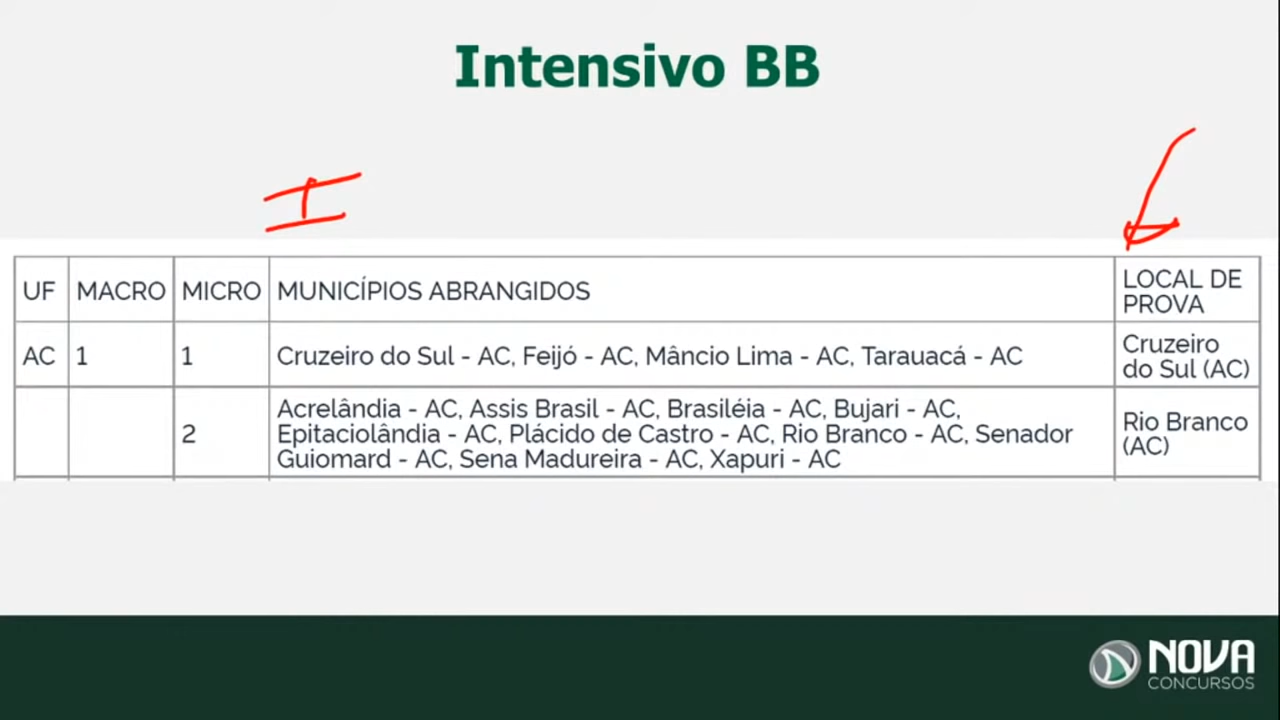 Intensivo BB
I
UF MACRO MICRO MUNICÍPIOS ABRANGIDOS LOCAL DE
PROVA
AC 1 1 Cruzeiro do Sul - AC, Feijó - AC, Mâncio Lima - AC, Tarauacá - AC Cruzeiro
do Sul (AC)
2 Acrelândia - AC, Assis Brasil - AC, Brasiléia - AC, Bujari - AC,
Epitaciolândia - AC, Plácido de Castro - AC, Rio Branco - AC, Senador
Guiomard - AC, Sena Madureira - AC, Xapuri - AC
Rio Branco
(AC)
NOVA
CONCURSOS